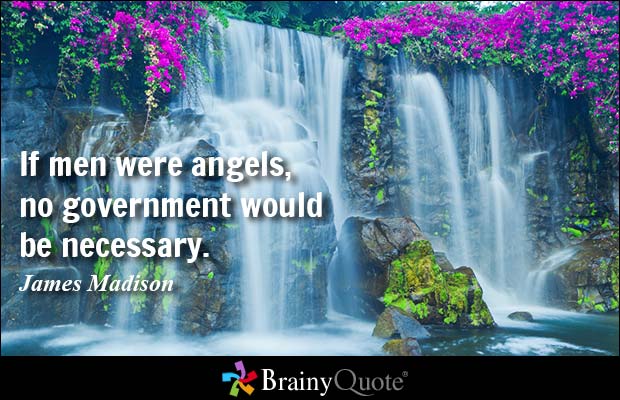 If men were angels,
no government would
be necessary.
James Madison
BrainyQuote®